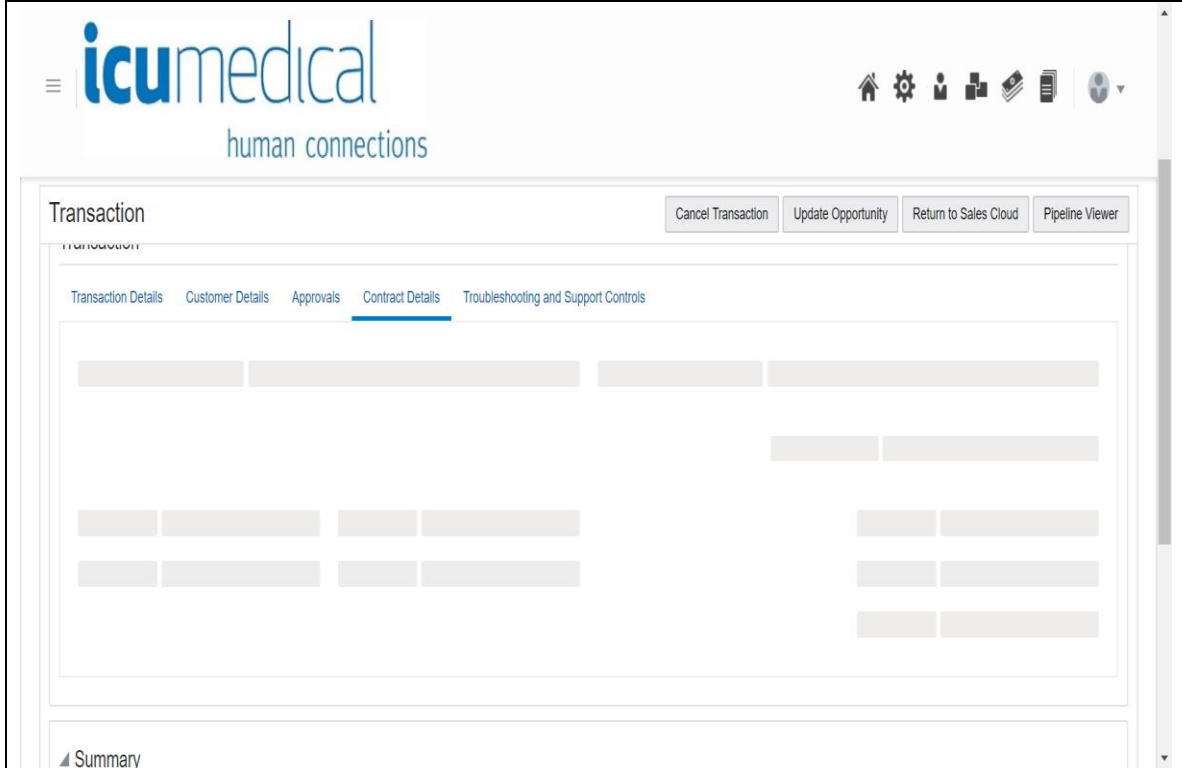 icumedical
human connections
Transaction
Cancel Transaction
Update Opportunity
Return to Sales Cloud
Pipeline Viewer
Transaction
Transaction Details
Customer Details
Approvals
Contract Details
Troubleshooting and Support Controls
Summary